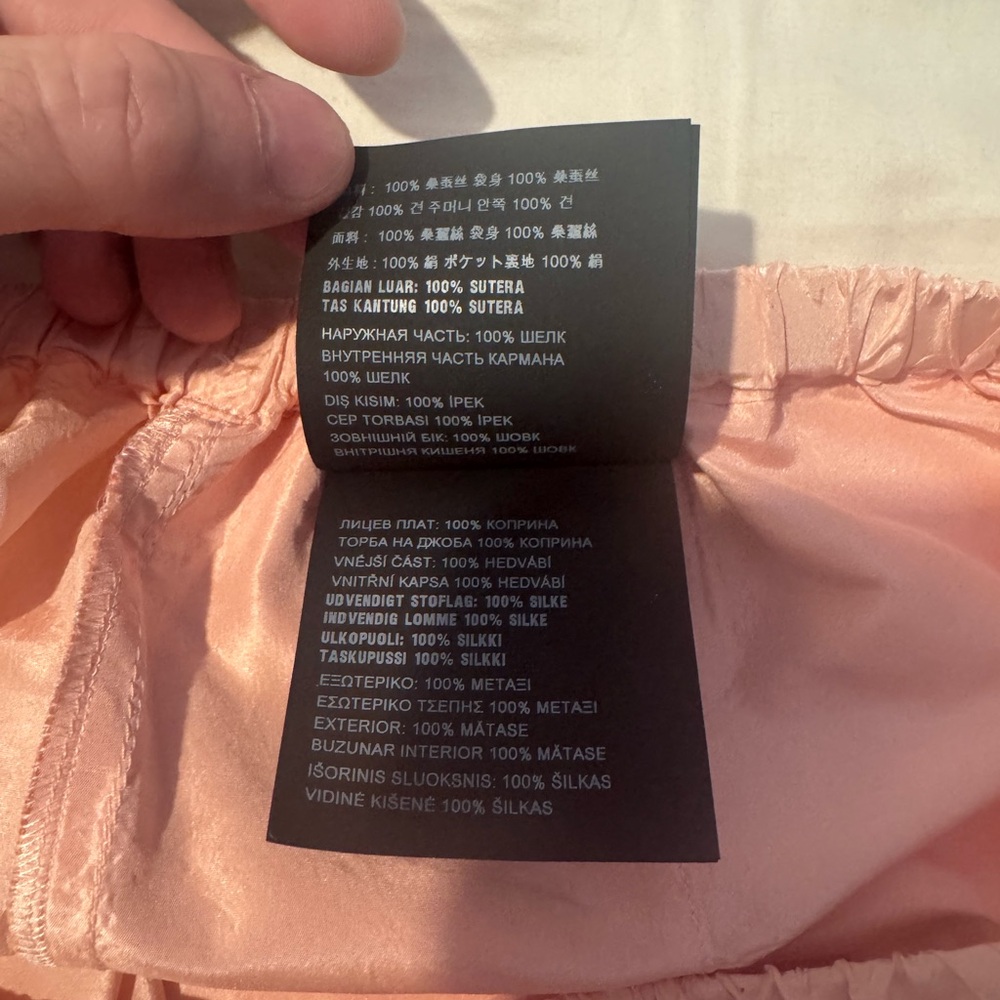 : 100% 桑蚕丝 袋身 100% 桑蚕丝
감 100% 견 주머니 안쪽 100% 견
面料 : 100% 桑蠶絲 袋身 100% 桑蠶絲
外生地 : 100% 絹 ポケット裏地 100% 絹
BAGIAN LUAR: 100% SUTERA
TAS KANTUNG 100% SUTERA
НАРУЖНАЯ ЧАСТЬ: 100% ШЕЛК
ВНУТРЕННЯЯ ЧАСТЬ КАРМАНА
100% ШЕЛК
DIŞ KISIM: 100% İPEK
CEP TORBASI 100% İPEK
ЗОВНІШНІЙ БІК: 100% ШОВК
ВНІТРІШНЯ КИШЕНЯ 100% ШОВК
ЛИЦЕВ ПЛАТ: 100% КОПРИНА
ТОРБА НА ДЖОБА 100% КОПРИНА
VNĚJŠÍ ČÁST: 100% HEDVÁBÍ
VNITŘNÍ KAPSA 100% HEDVÁBÍ
UDVENDIGT STOFLAG: 100% SILKE
INDVENDIG LOMME 100% SILKE
ULKOPUOLI: 100% SILKKI
TASKUPUSSI 100% SILKKI
ΕΞΩΤΕΡΙΚΟ: 100% ΜΕΤΑΞΙ
ΕΣΩΤΕΡΙΚΟ ΤΣΕΠΗΣ 100% ΜΕΤΑΞΙ
EXTERIOR: 100% MĂTASE
BUZUNAR INTERIOR 100% MĂTASE
IŠORINIS SLUOKSNIS: 100% ŠILKAS
VIDINĖ KIŠENĖ 100% ŠILKAS